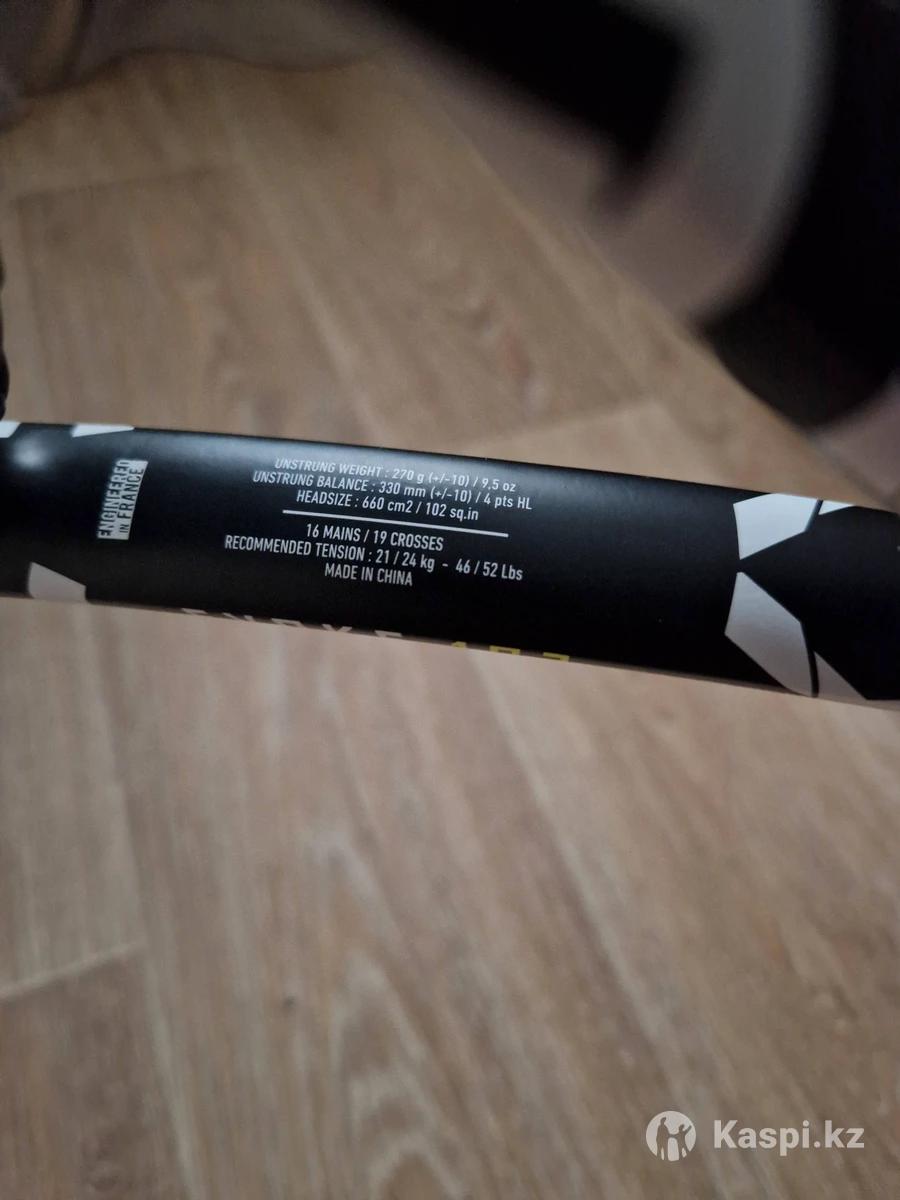 ENGINEERED
IN FRANCE
UNSTRUNG WEIGHT : 270 g (+/-10) / 9,5 oz
UNSTRUNG BALANCE : 330 mm (+/-10) / 4 pts HL
HEADSIZE : 660 cm2 / 102 sq.in
16 MAINS / 19 CROSSES
RECOMMENDED TENSION : 21 / 24 kg - 46 / 52 Lbs
MADE IN CHINA
Kaspi.kz